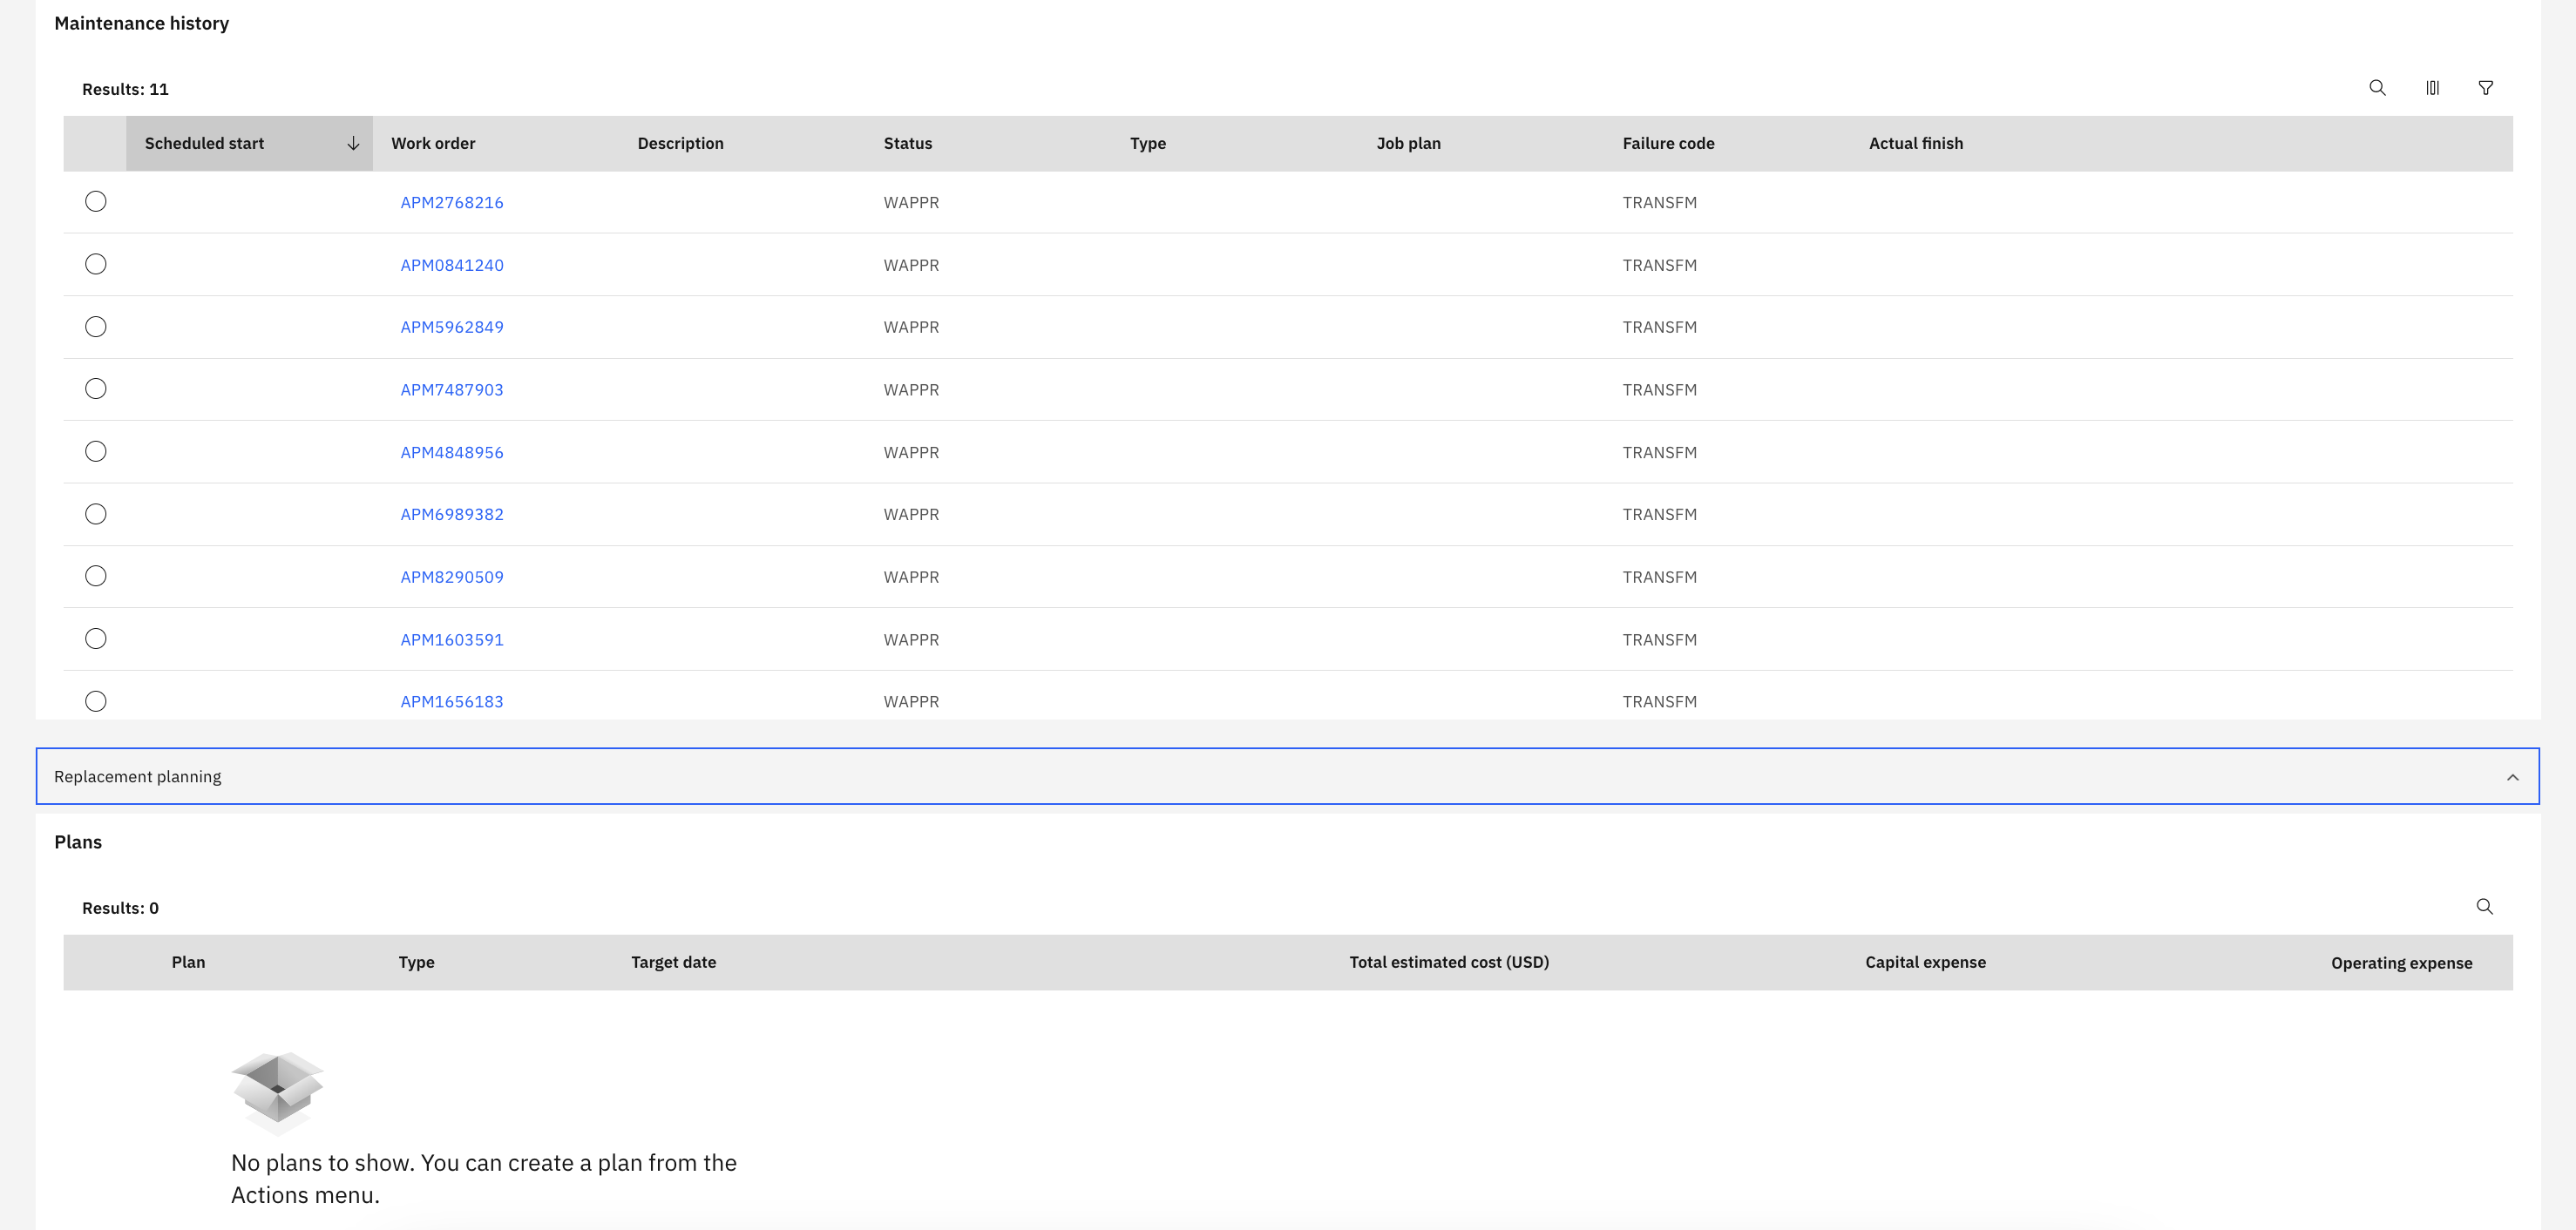 Maintenance history
Results: 11
Scheduled start Work order Description Status Type Job plan Failure code Actual finish
APM2768216 WAPPR TRANSFM
APM0841240 WAPPR TRANSFM
APM5962849 WAPPR TRANSFM
APM7487903 WAPPR TRANSFM
APM4848956 WAPPR TRANSFM
APM6989382 WAPPR TRANSFM
APM8290509 WAPPR TRANSFM
APM1603591 WAPPR TRANSFM
APM1656183 WAPPR TRANSFM
Replacement planning
Plans
Results: 0
Plan Type Target date Total estimated cost (USD) Capital expense Operating expense
No plans to show. You can create a plan from the
Actions menu.